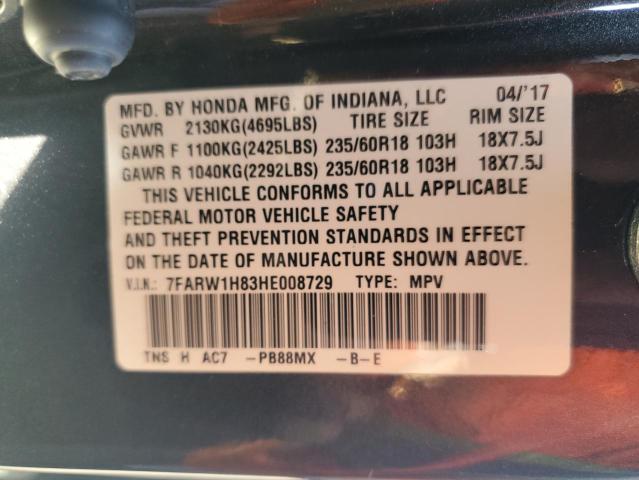 MFD. BY HONDA MFG. OF INDIANA, LLC 04/'17
GVWR 2130KG(4695LBS) TIRE SIZE RIM SIZE
GAWR F 1100KG(2425LBS) 235/60R18 103H 18X7.5J
GAWR R 1040KG(2292LBS) 235/60R18 103H 18X7.5J
THIS VEHICLE CONFORMS TO ALL APPLICABLE
FEDERAL MOTOR VEHICLE SAFETY
AND THEFT PREVENTION STANDARDS IN EFFECT
ON THE DATE OF MANUFACTURE SHOWN ABOVE.
V.I.N.: 7FARW1H83HE008729 TYPE: MPV
TNS H AC7 -PB88MX -B-E